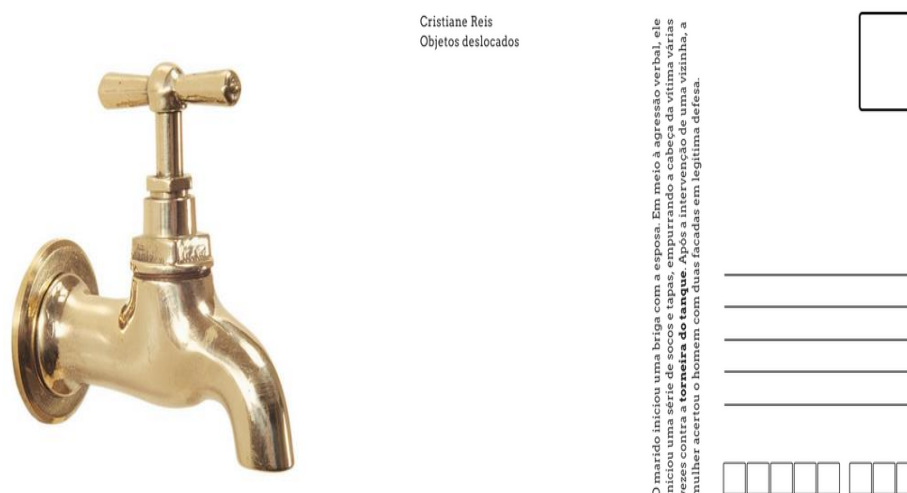 Cristiane Reis
Objetos deslocados
O marido iniciou uma briga com a esposa. Em meio à agressão verbal, ele
iniciou uma série de socos e tapas, empurrando a cabeça da vítima várias
vezes contra a torneira do tanque. Após a intervenção de uma vizinha, a
mulher acertou o homem com duas facadas em legítima defesa.